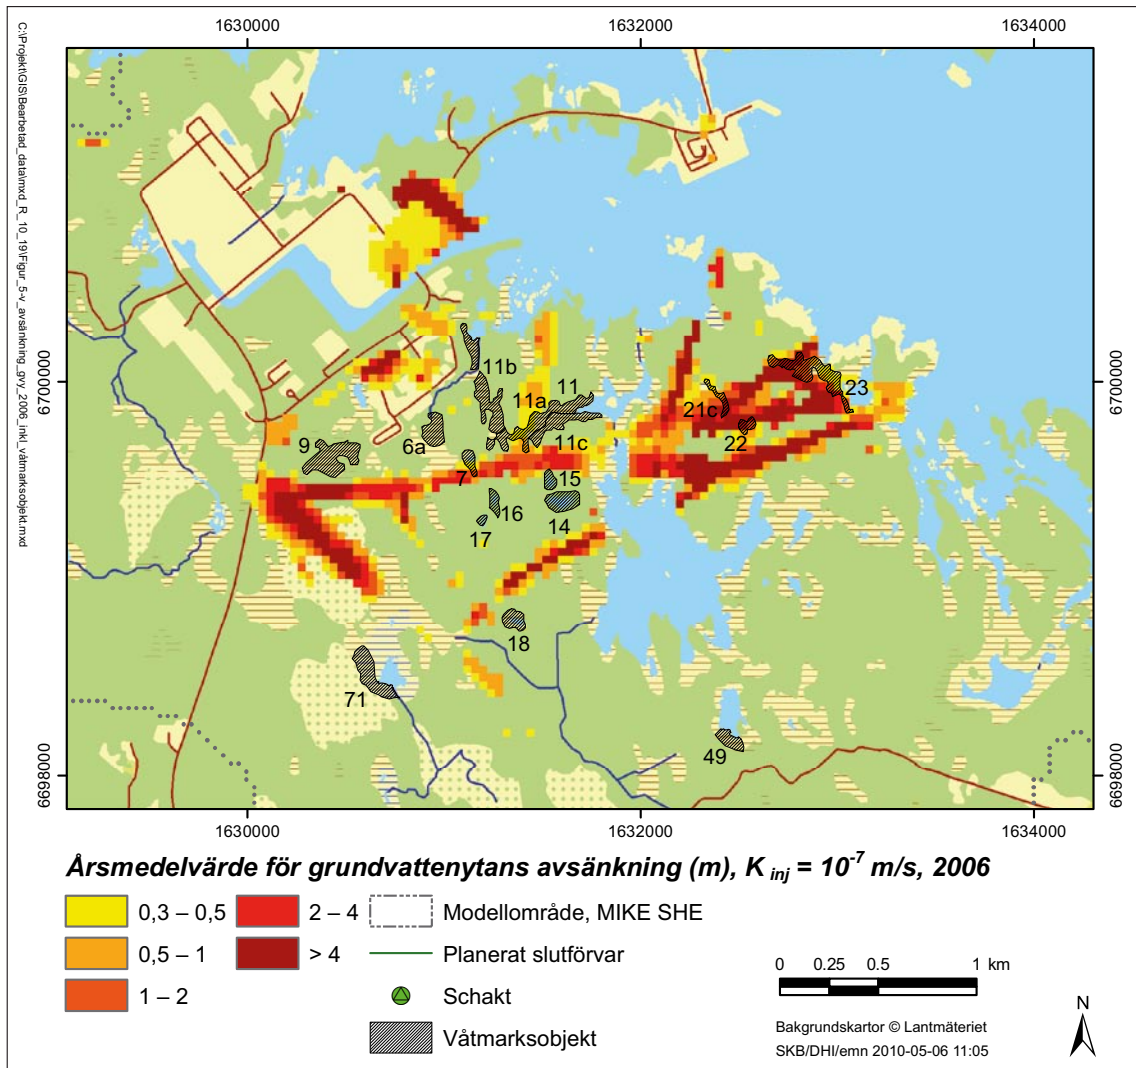 1630000
1632000
1634000
C:\Projekt\GIS\Bearbetad_data\mxd_R_10_19\Figur_5-v_avsänkning_gvy_2006_inkl_våtmarksobjekt.mxd
6700000
6700000
11b
11
11a
23
21c
22
6a
9
11c
7
15
16
14
17
18
71
49
6698000
6698000
1630000
1632000
1634000
Årsmedelvärde för grundvattenytans avsänkning (m), K inj = 10⁻⁷ m/s, 2006
0,3 – 0,5
2 – 4
Modellområde, MIKE SHE
0,5 – 1
> 4
Planerat slutförvar
1 – 2
Schakt
Våtmarksobjekt
0 0.25 0.5 1 km
Bakgrundskartor © Lantmäteriet
SKB/DHI/emn 2010-05-06 11:05
N